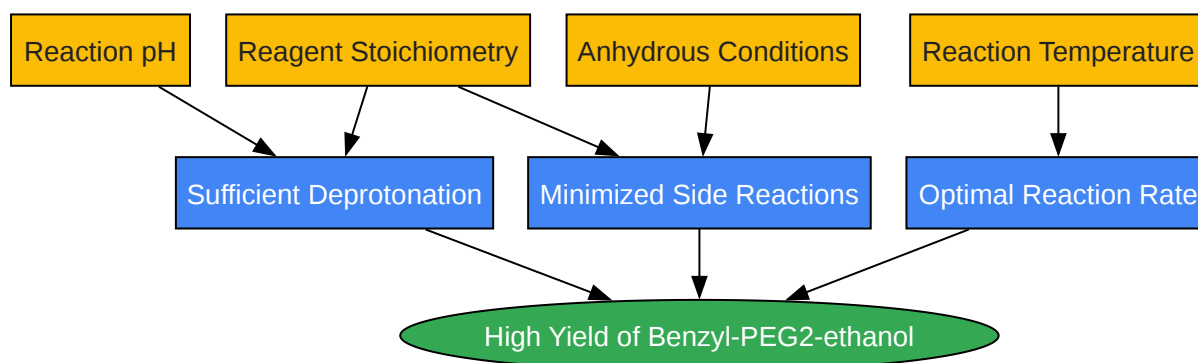 Reaction pH
Reagent Stoichiometry
Anhydrous Conditions
Reaction Temperature
Sufficient Deprotonation
Minimized Side Reactions
Optimal Reaction Rate
High Yield of Benzyl-PEG2-ethanol